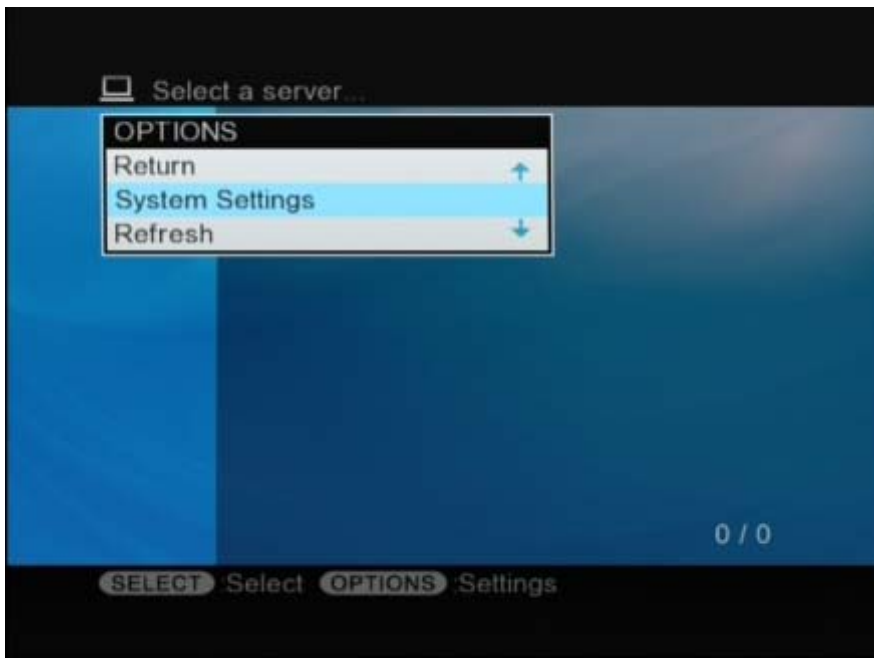 Select a server...
OPTIONS
Return
System Settings
Refresh
0 / 0
SELECT :Select OPTIONS :Settings